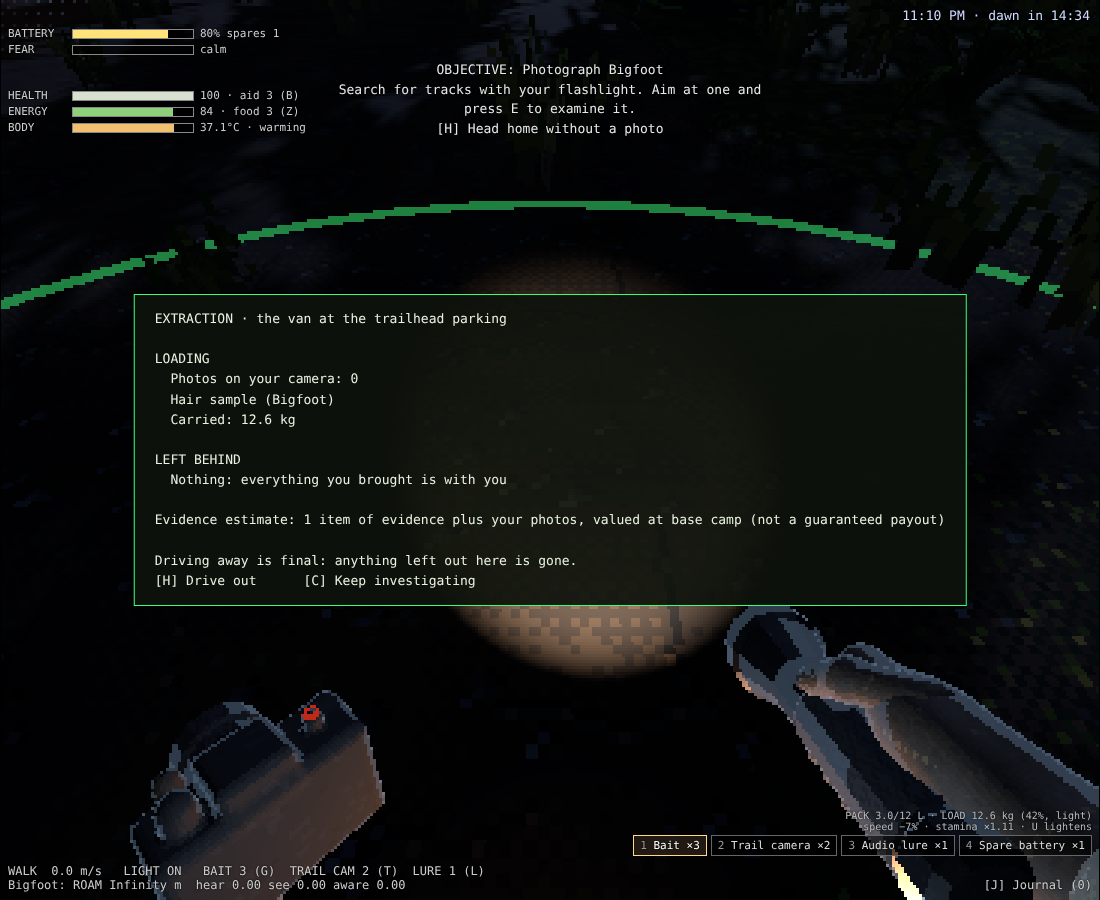 11:10 PM · dawn in 14:34
BATTERY 80% spares 1
FEAR calm
HEALTH 100 · aid 3 (B)
ENERGY 84 · food 3 (Z)
BODY 37.1°C · warming
OBJECTIVE: Photograph Bigfoot
Search for tracks with your flashlight. Aim at one and
press E to examine it.
[H] Head home without a photo
EXTRACTION · the van at the trailhead parking
LOADING
Photos on your camera: 0
Hair sample (Bigfoot)
Carried: 12.6 kg
LEFT BEHIND
Nothing: everything you brought is with you
Evidence estimate: 1 item of evidence plus your photos, valued at base camp (not a guaranteed payout)
Driving away is final: anything left out here is gone.
[H] Drive out [C] Keep investigating
PACK 3.0/12 L · LOAD 12.6 kg (42%, light)
speed −7% · stamina ×1.11 · U lightens
1 Bait ×3 2 Trail camera ×2 3 Audio lure ×1 4 Spare battery ×1
WALK 0.0 m/s LIGHT ON BAIT 3 (G) TRAIL CAM 2 (T) LURE 1 (L)
Bigfoot: ROAM Infinity m hear 0.00 see 0.00 aware 0.00
[J] Journal (0)